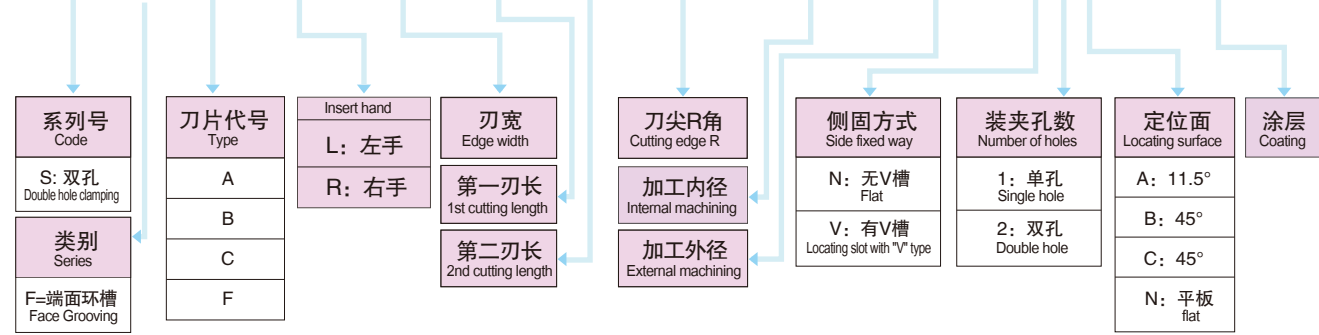 系列号
Code
S: 双孔
Double hole clamping
类别
Series
F=端面环槽
Face Grooving
刀片代号
Type
A
B
C
F
Insert hand
L：左手
R：右手
刃宽
Edge width
第一刃长
1st cutting length
第二刃长
2nd cutting length
刀尖R角
Cutting edge R
加工内径
Internal machining
加工外径
External machining
侧固方式
Side fixed way
N：无V槽
Flat
V：有V槽
Locating slot with "V" type
装夹孔数
Number of holes
1：单孔
Single hole
2：双孔
Double hole
定位面
Locating surface
A：11.5°
B：45°
C：45°
N：平板
flat
涂层
Coating